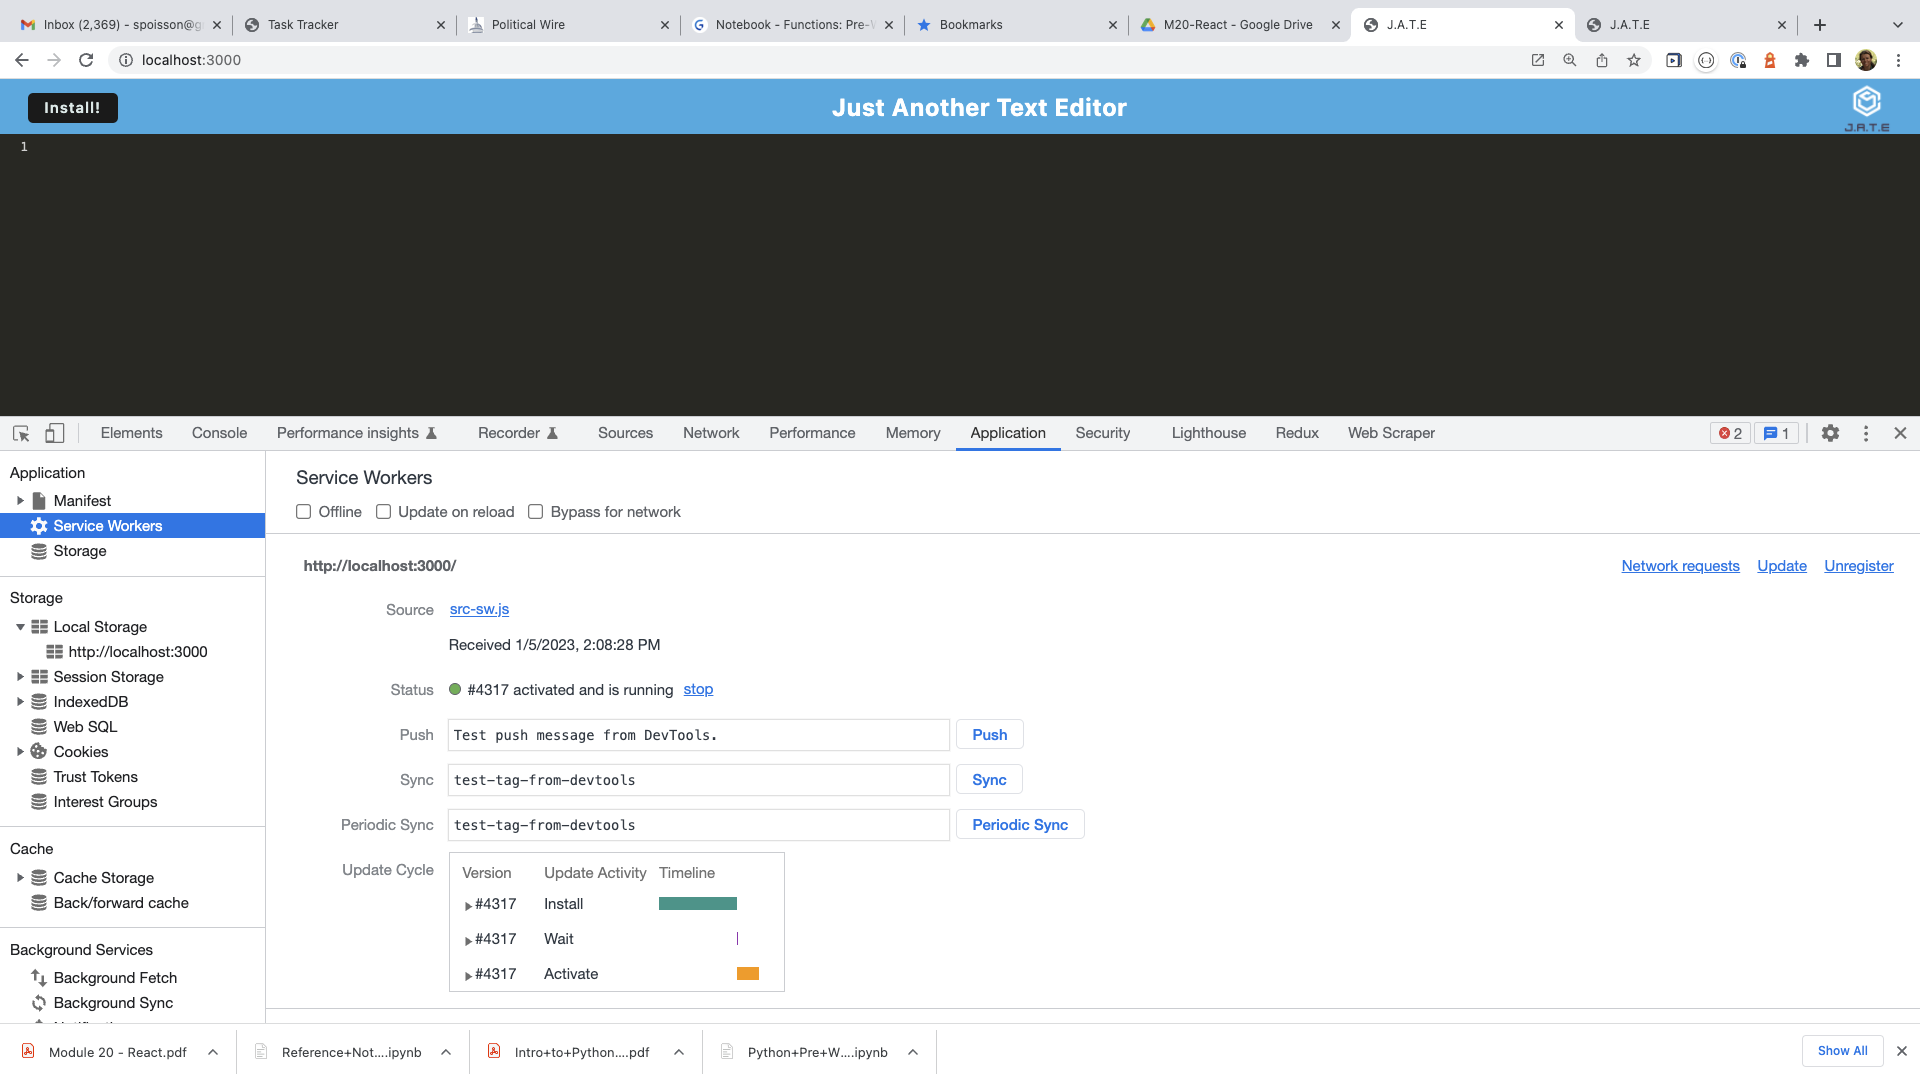 Inbox (2,369) - spoisson@g
Task Tracker
Political Wire
Notebook - Functions: Pre-W
Bookmarks
M20-React - Google Drive
J.A.T.E
J.A.T.E
localhost:3000
Install!
Just Another Text Editor
J.A.T.E
1
Elements
Console
Performance insights
Recorder
Sources
Network
Performance
Memory
Application
Security
Lighthouse
Redux
Web Scraper
2
1
Application
Manifest
Service Workers
Storage
Storage
Local Storage
http://localhost:3000
Session Storage
IndexedDB
Web SQL
Cookies
Trust Tokens
Interest Groups
Cache
Cache Storage
Back/forward cache
Background Services
Background Fetch
Background Sync
Service Workers
Offline
Update on reload
Bypass for network
http://localhost:3000/
Network requests
Update
Unregister
Source
src-sw.js
Received 1/5/2023, 2:08:28 PM
Status
#4317 activated and is running stop
Push
Test push message from DevTools.
Push
Sync
test-tag-from-devtools
Sync
Periodic Sync
test-tag-from-devtools
Periodic Sync
Update Cycle
Version Update Activity Timeline
#4317 Install
#4317 Wait
#4317 Activate
Module 20 - React.pdf
Reference+Not....ipynb
Intro+to+Python....pdf
Python+Pre+W....ipynb
Show All